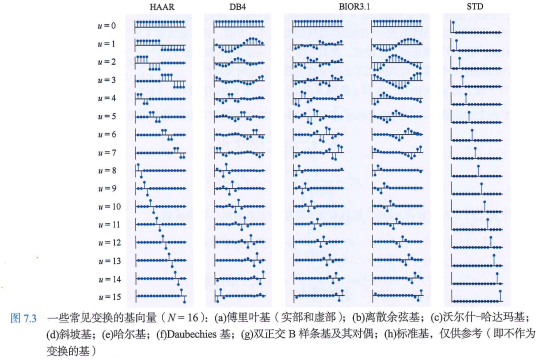 HAAR DB4 BIOR3.1 STD
u = 0
u = 1
u = 2
u = 3
u = 4
u = 5
u = 6
u = 7
u = 8
u = 9
u = 10
u = 11
u = 12
u = 13
u = 14
u = 15
图 7.3 一些常见变换的基向量（N = 16）：(a)傅里叶基（实部和虚部）；(b)离散余弦基；(c)沃尔什-哈达玛基；
(d)斜坡基；(e)哈尔基；(f)Daubechies 基；(g)双正交 B 样条基及其对偶；(h)标准基，仅供参考（即不作为
变换的基）